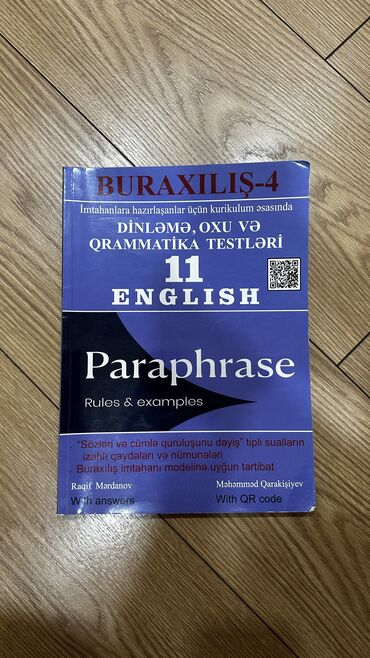 BURAXILIŞ-4
İmtahanlara hazırlaşanlar üçün kurikulum əsasında
DİNLƏMƏ, OXU VƏ
QRAMMATİKA TESTLƏRİ
11
ENGLISH
Paraphrase
Rules & examples
. "Sözləri və cümlə quruluşunu dəyiş" tipli sualların
izahlı qaydaları və nümunələri
. Buraxılış imtahanı modelinə uyğun tərtibat
Raqif Mərdanov Məhəmməd Qarakişiyev
With answers With QR code